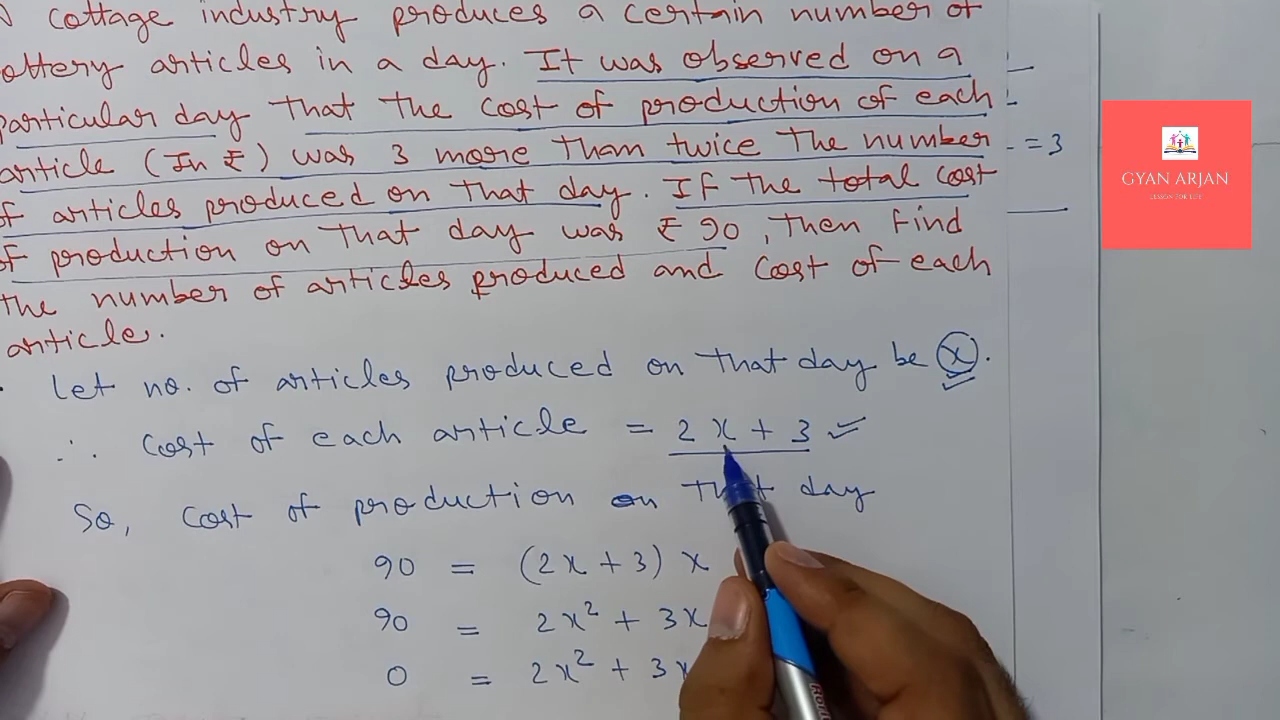 cottage industry produces a certain number of
ottery articles in a day. It was observed on a
particular day that the cost of production of each
article (In ₹) was 3 more than twice the number
of articles produced on that day. If the total cost
of production on that day was ₹ 90, then find
the number of articles produced and cost of each
article.
= 3
GYAN ARJAN
LESSON FOR LIFE
Let no. of articles produced on that day be x.
∴ Cost of each article = 2x + 3
So, cost of production on that day
90 = (2x + 3) x
90 = 2x² + 3x
0 = 2x² + 3x